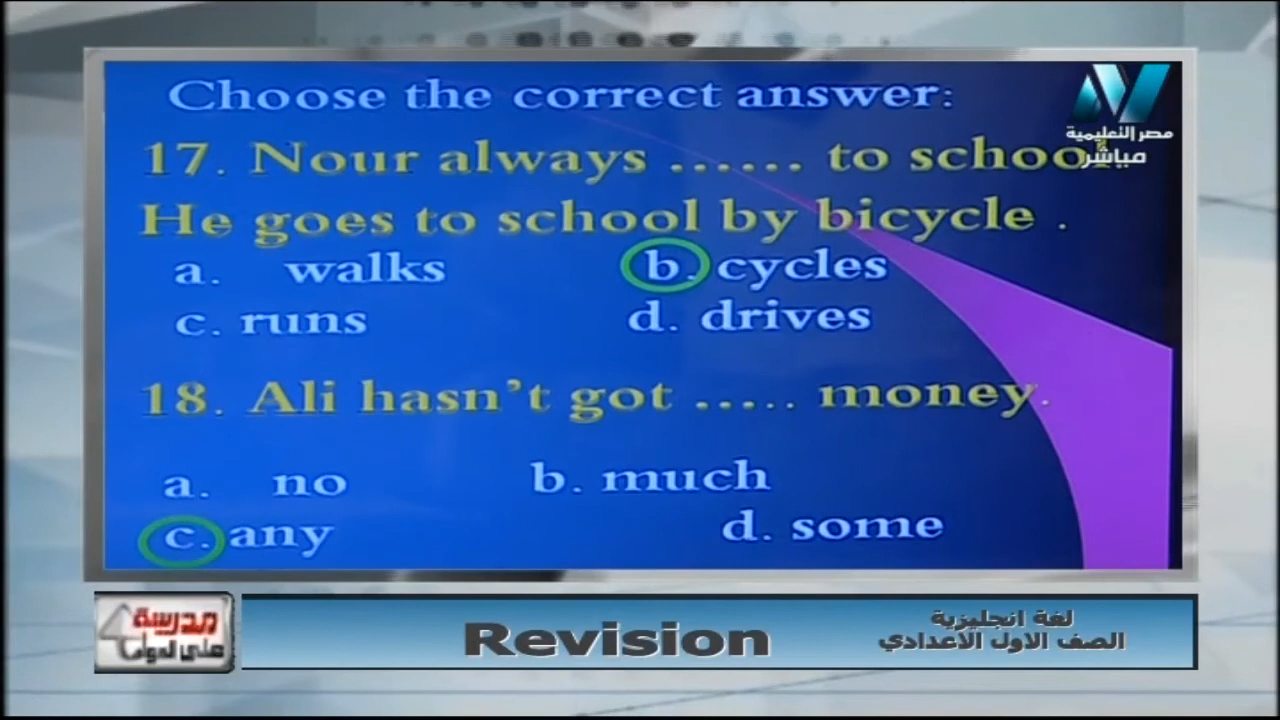 Choose the correct answer:
مصر التعليمية
مباشر
17. Nour always ...... to school
He goes to school by bicycle .
a. walks b. cycles
c. runs d. drives
18. Ali hasn't got ..... money.
a. no b. much
c. any d. some
مدرسة
على الهواء
Revision
لغة انجليزية
الصف الاول الاعدادي